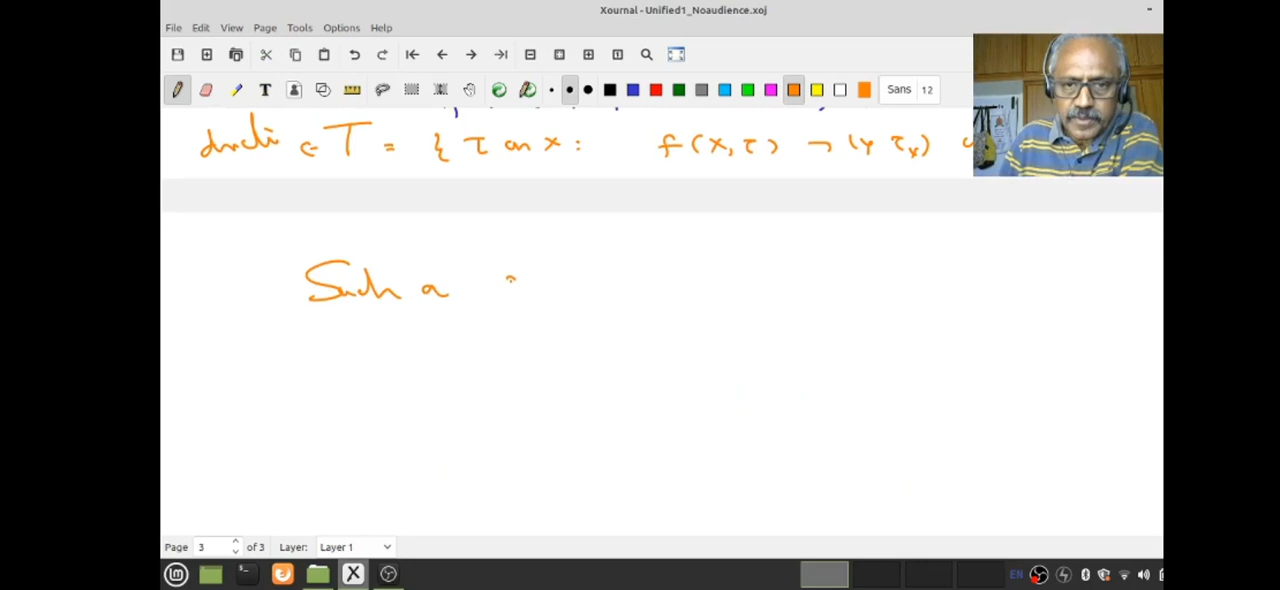 Xournal - Unified1_Noaudience.xoj
File Edit View Page Tools Options Help
T Sans 12
⊂ T = { τ on X : f(X, τ) → (Y τ_Y)
Such a
Page 3 of 3 Layer: Layer 1
X EN